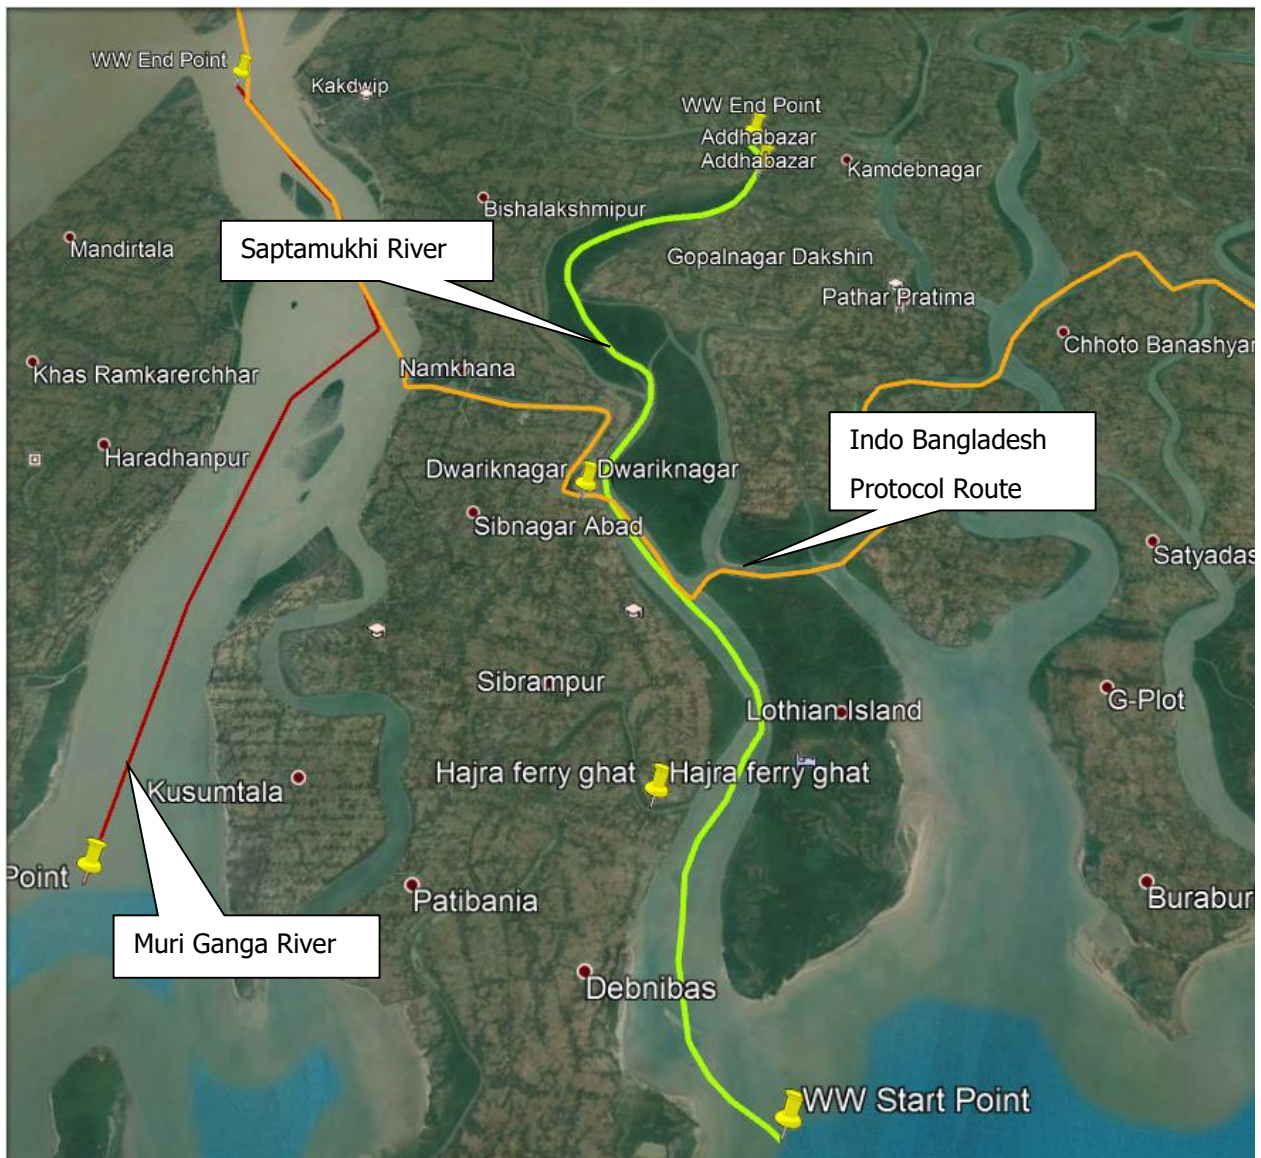 WW End Point
Kakdwip
WW End Point
Addhabazar
Addhabazar
Kamdebnagar
Bishalakshmipur
Mandirtala
Saptamukhi River
Gopalnagar Dakshin
Pathar Pratima
Chhoto Banashyar
Khas Ramkarerchhar
Namkhana
Indo Bangladesh
Protocol Route
Haradhanpur
Dwariknagar
Dwariknagar
Sibnagar Abad
Satyadas
Sibrampur
G-Plot
Lothian Island
Hajra ferry ghat
Hajra ferry ghat
Kusumtala
Point
Patibania
Burabur
Muri Ganga River
Debnibas
WW Start Point